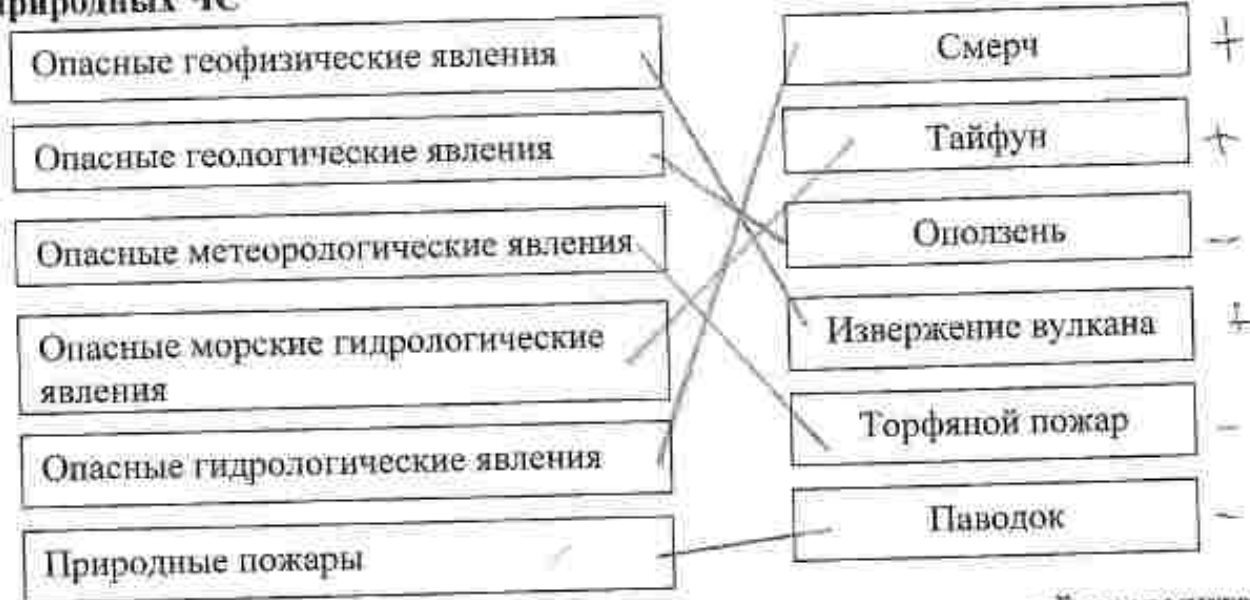 природных ЧС
Опасные геофизические явления
Опасные геологические явления
Опасные метеорологические явления
Опасные морские гидрологические
явления
Опасные гидрологические явления
Природные пожары
Смерч +
Тайфун +
Оползень -
Извержение вулкана
Торфяной пожар -
Паводок -